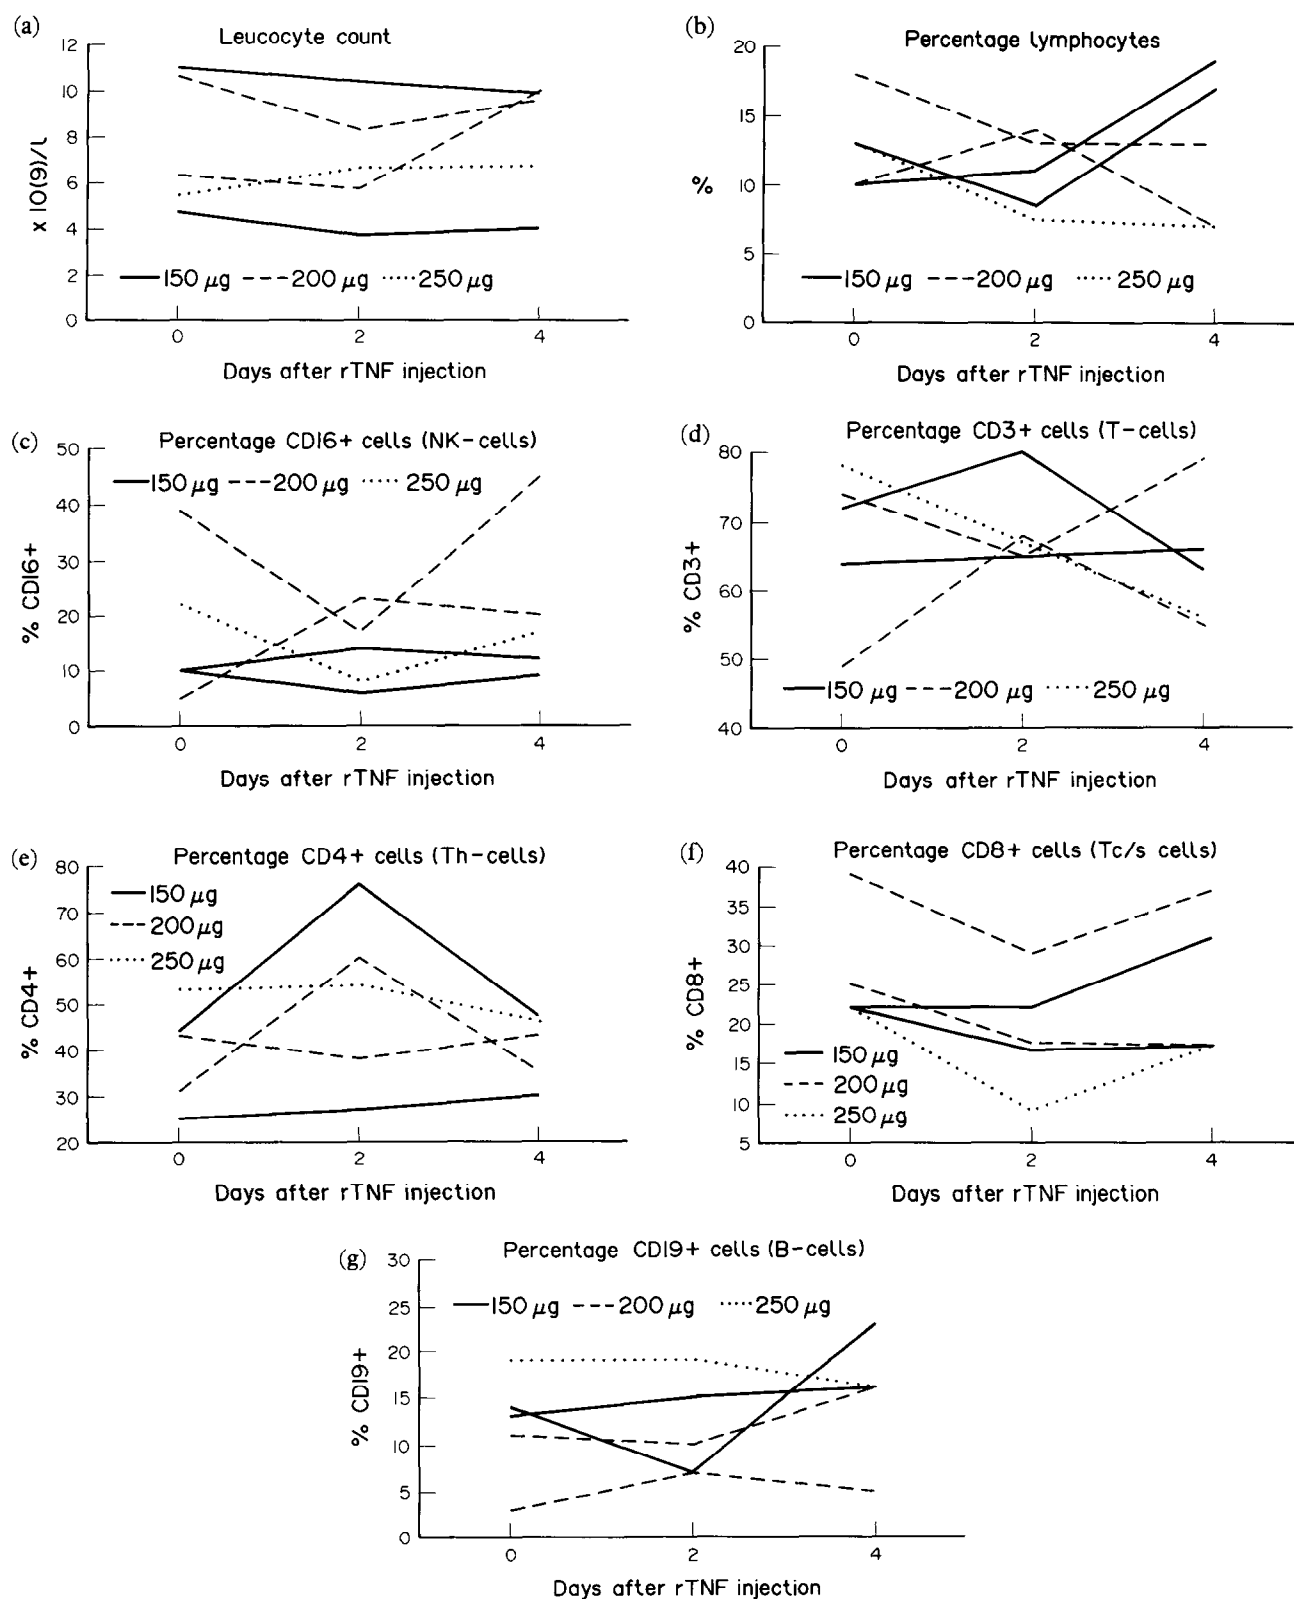 (a)
Leucocyte count
12
10
8
6
4
2
0
x 10(9)/l
150 μg 200 μg 250 μg
0 2 4
Days after rTNF injection
(b)
Percentage lymphocytes
20
15
10
5
0
%
150 μg 200 μg 250 μg
0 2 4
Days after rTNF injection
(c)
Percentage CD16+ cells (NK-cells)
50
40
30
20
10
0
% CD16+
150 μg 200 μg 250 μg
0 2 4
Days after rTNF injection
(d)
Percentage CD3+ cells (T-cells)
80
70
60
50
40
% CD3+
150 μg 200 μg 250 μg
0 2 4
Days after rTNF injection
(e)
Percentage CD4+ cells (Th-cells)
80
70
60
50
40
30
20
% CD4+
150 μg
200 μg
250 μg
0 2 4
Days after rTNF injection
(f)
Percentage CD8+ cells (Tc/s cells)
40
35
30
25
20
15
10
5
% CD8+
150 μg
200 μg
250 μg
0 2 4
Days after rTNF injection
(g)
Percentage CD19+ cells (B-cells)
30
25
20
15
10
5
0
% CD19+
150 μg 200 μg 250 μg
0 2 4
Days after rTNF injection